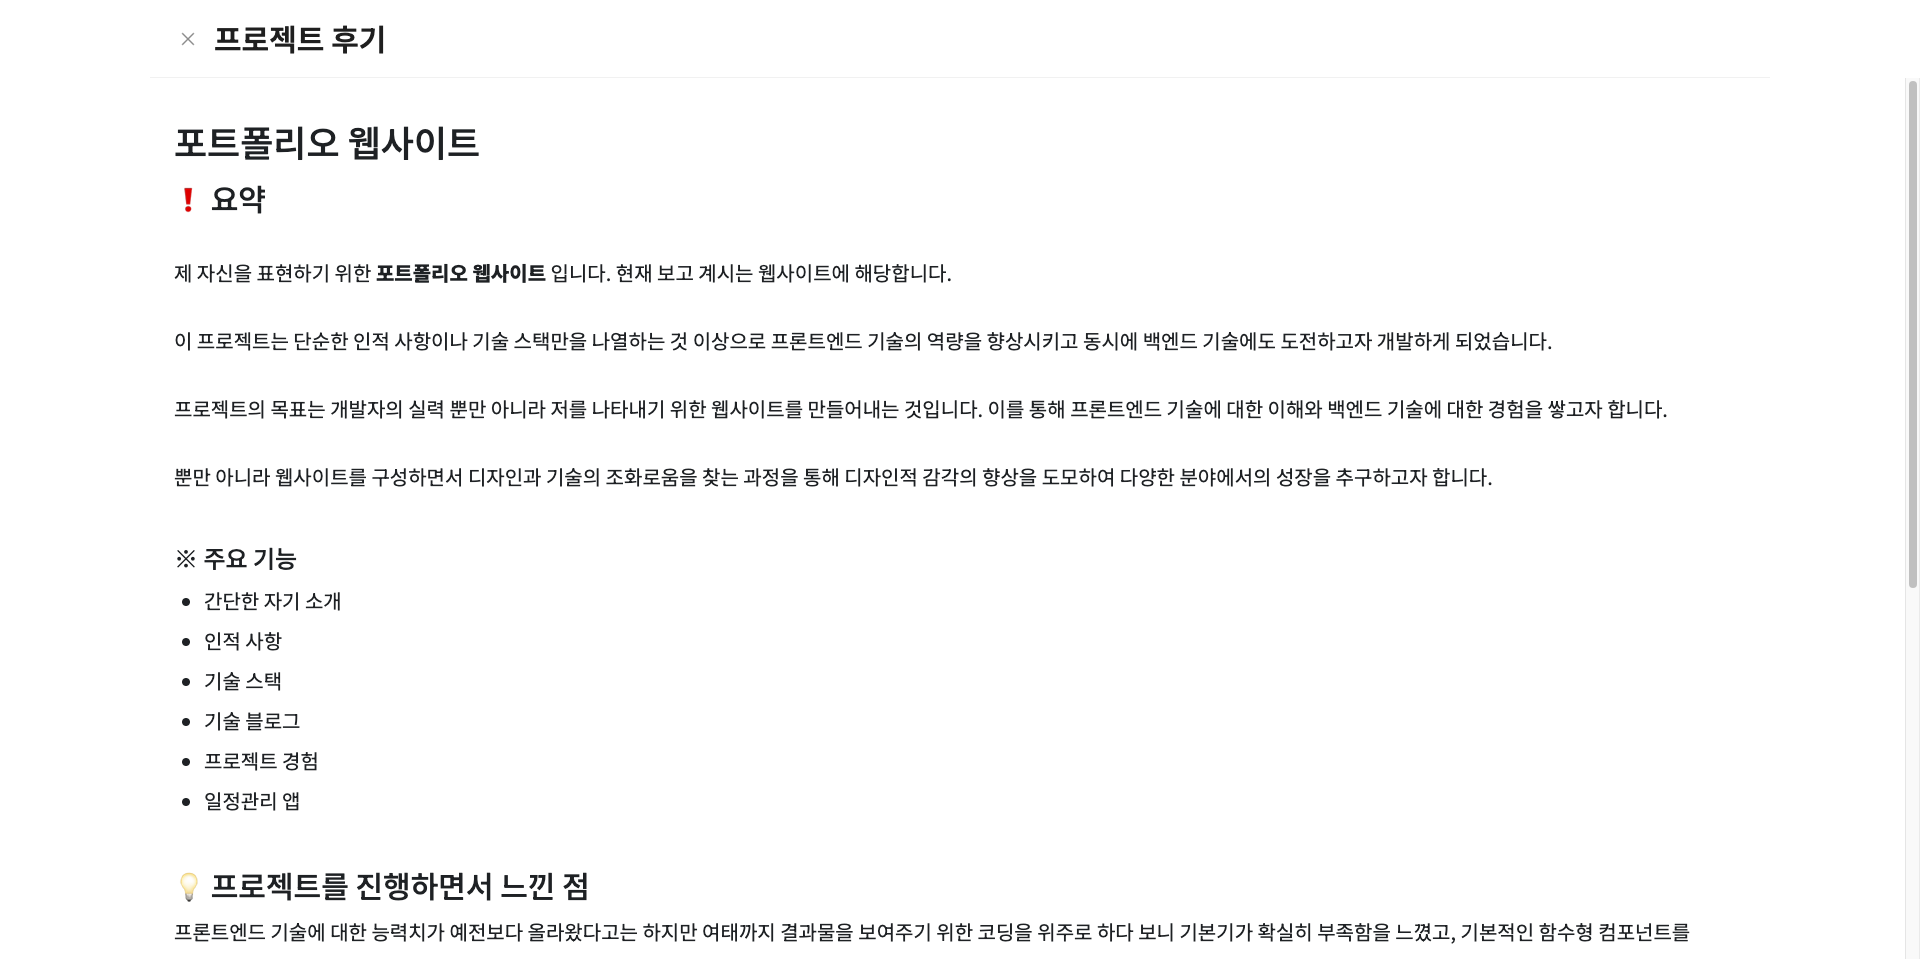 × 프로젝트 후기
포트폴리오 웹사이트
❗ 요약
제 자신을 표현하기 위한 포트폴리오 웹사이트 입니다. 현재 보고 계시는 웹사이트에 해당합니다.
이 프로젝트는 단순한 인적 사항이나 기술 스택만을 나열하는 것 이상으로 프론트엔드 기술의 역량을 향상시키고 동시에 백엔드 기술에도 도전하고자 개발하게 되었습니다.
프로젝트의 목표는 개발자의 실력 뿐만 아니라 저를 나타내기 위한 웹사이트를 만들어내는 것입니다. 이를 통해 프론트엔드 기술에 대한 이해와 백엔드 기술에 대한 경험을 쌓고자 합니다.
뿐만 아니라 웹사이트를 구성하면서 디자인과 기술의 조화로움을 찾는 과정을 통해 디자인적 감각의 향상을 도모하여 다양한 분야에서의 성장을 추구하고자 합니다.
※ 주요 기능
• 간단한 자기 소개
• 인적 사항
• 기술 스택
• 기술 블로그
• 프로젝트 경험
• 일정관리 앱
💡 프로젝트를 진행하면서 느낀 점
프론트엔드 기술에 대한 능력치가 예전보다 올라왔다고는 하지만 여태까지 결과물을 보여주기 위한 코딩을 위주로 하다 보니 기본기가 확실히 부족함을 느꼈고, 기본적인 함수형 컴포넌트를